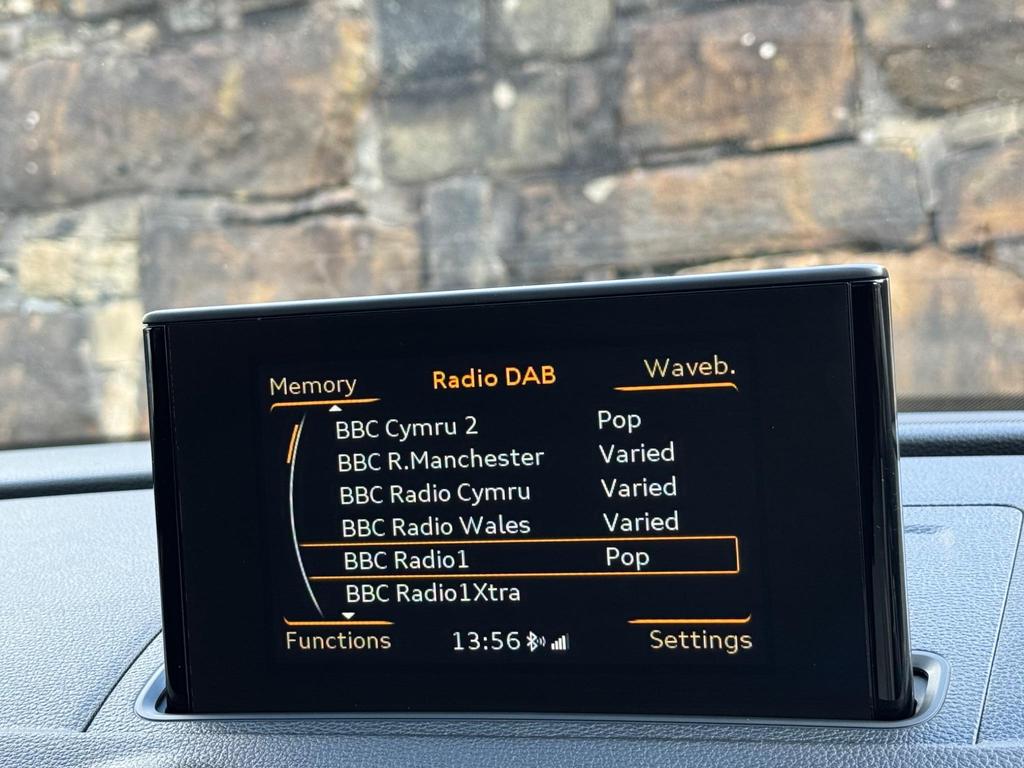 Memory Radio DAB Waveb.
BBC Cymru 2 Pop
BBC R.Manchester Varied
BBC Radio Cymru Varied
BBC Radio Wales Varied
BBC Radio1 Pop
BBC Radio1Xtra
Functions 13:56 Settings